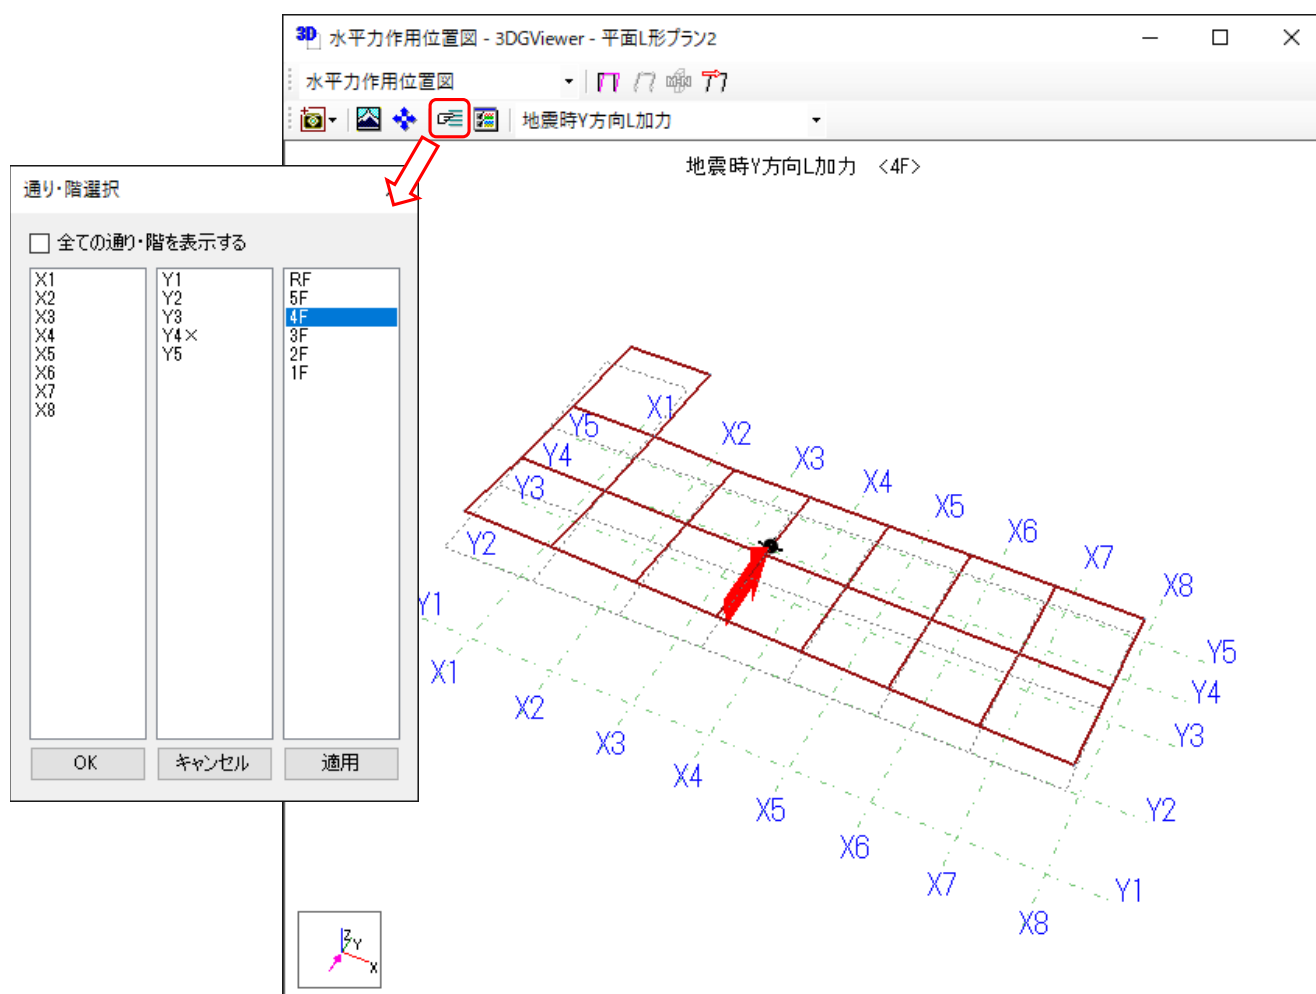 3D 水平力作用位置図 - 3DGViewer - 平面L形プラン2
水平力作用位置図
地震時Y方向L加力
地震時Y方向L加力 <4F>
通り・階選択
全ての通り・階を表示する
X1
X2
X3
X4
X5
X6
X7
X8
Y1
Y2
Y3
Y4×
Y5
RF
5F
4F
3F
2F
1F
OK
キャンセル
適用
X1
X2
X3
X4
X5
X6
X7
X8
Y5
Y4
Y3
Y2
Y1
X1
X2
X3
X4
X5
X6
X7
X8
Y5
Y4
Y3
Y2
Y1
Z
Y
X